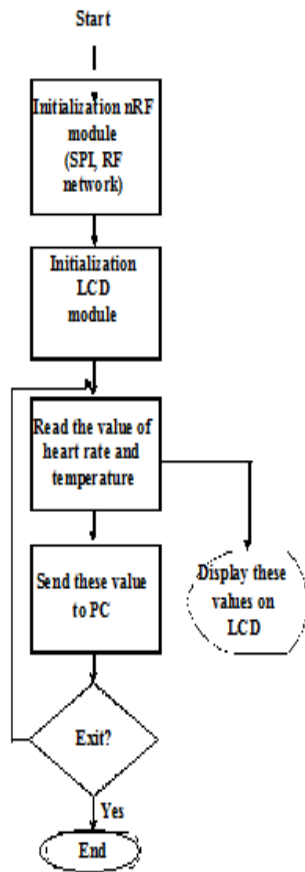 Start
Initialization nRF
module
(SPI, RF
network)
Initialization
LCD
module
Read the value of
heart rate and
temperature
Send these value
to PC
Display these
values on
LCD
Exit?
Yes
End